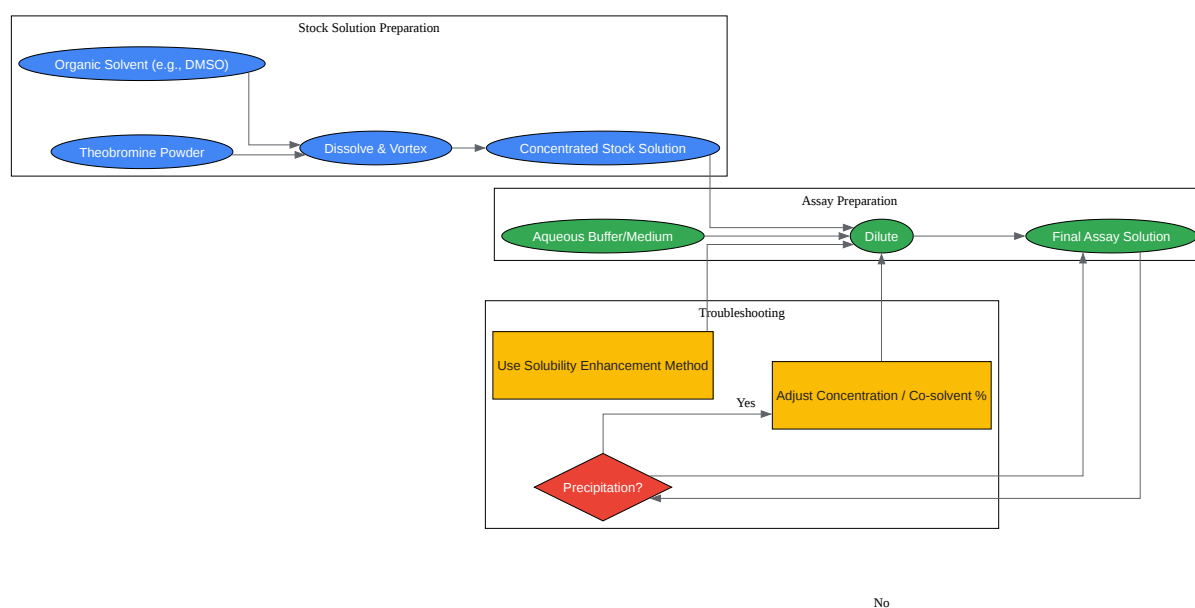 Stock Solution Preparation
Organic Solvent (e.g., DMSO)
Theobromine Powder
Dissolve & Vortex
Concentrated Stock Solution
Assay Preparation
Aqueous Buffer/Medium
Dilute
Final Assay Solution
Troubleshooting
Use Solubility Enhancement Method
Adjust Concentration / Co-solvent %
Yes
Precipitation?
No